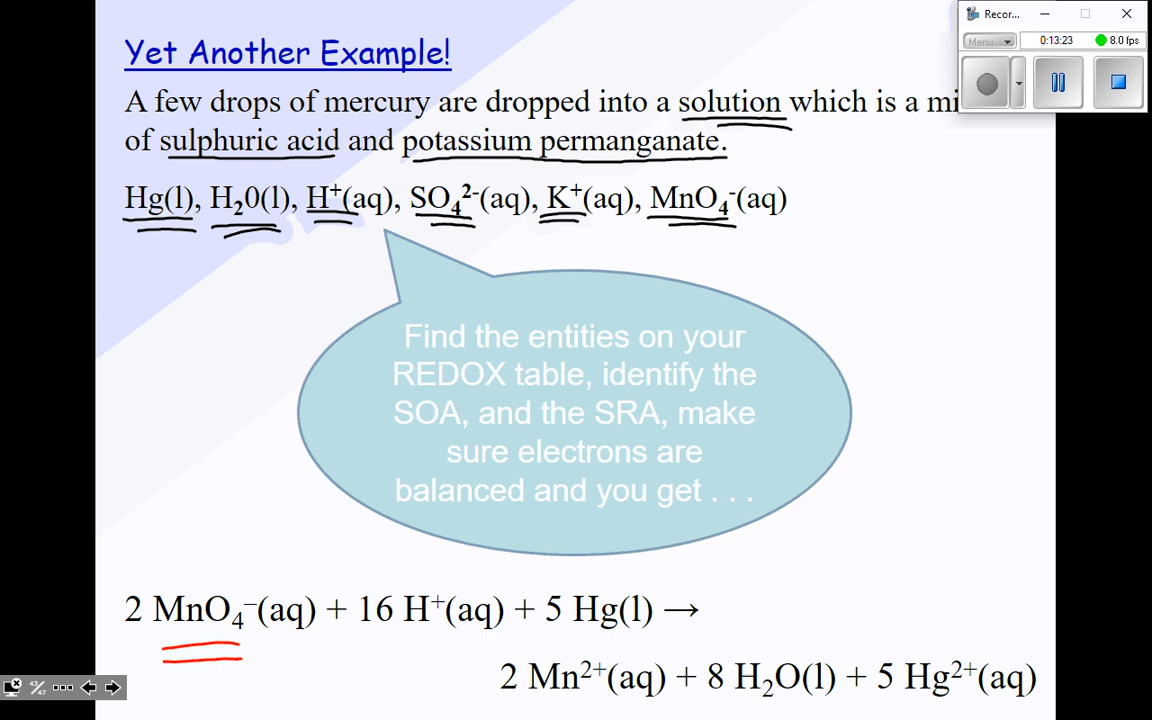 Yet Another Example!
Recor...
Menu
0:13:23
8.0 fps
A few drops of mercury are dropped into a solution which is a mi
of sulphuric acid and potassium permanganate.
Hg(l), H₂0(l), H⁺(aq), SO₄²⁻(aq), K⁺(aq), MnO₄⁻(aq)
Find the entities on your
REDOX table, identify the
SOA, and the SRA, make
sure electrons are
balanced and you get . . .
2 MnO₄⁻(aq) + 16 H⁺(aq) + 5 Hg(l) →
2 Mn²⁺(aq) + 8 H₂O(l) + 5 Hg²⁺(aq)
43/47